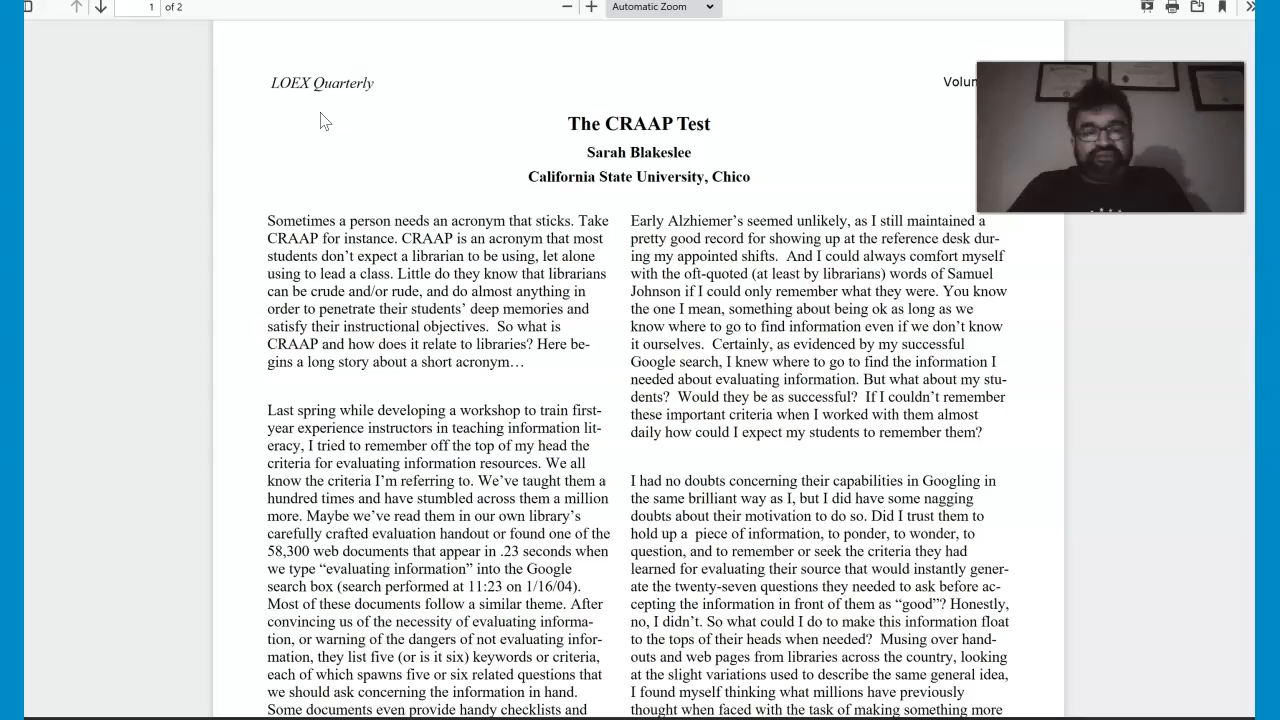 1
of 2
Automatic Zoom
LOEX Quarterly
The CRAAP Test
Sarah Blakeslee
California State University, Chico
Sometimes a person needs an acronym that sticks. Take
CRAAP for instance. CRAAP is an acronym that most
students don’t expect a librarian to be using, let alone
using to lead a class. Little do they know that librarians
can be crude and/or rude, and do almost anything in
order to penetrate their students’ deep memories and
satisfy their instructional objectives.  So what is
CRAAP and how does it relate to libraries? Here be-
gins a long story about a short acronym…
Last spring while developing a workshop to train first-
year experience instructors in teaching information lit-
eracy, I tried to remember off the top of my head the
criteria for evaluating information resources. We all
know the criteria I’m referring to. We’ve taught them a
hundred times and have stumbled across them a million
more. Maybe we’ve read them in our own library’s
carefully crafted evaluation handout or found one of the
58,300 web documents that appear in .23 seconds when
we type “evaluating information” into the Google
search box (search performed at 11:23 on 1/16/04).
Most of these documents follow a similar theme. After
convincing us of the necessity of evaluating informa-
tion, or warning of the dangers of not evaluating infor-
mation, they list five (or is it six) keywords or criteria,
each of which spawns five or six related questions that
we should ask concerning the information in hand.
Some documents even provide handy checklists and
Early Alzhiemer’s seemed unlikely, as I still maintained a
pretty good record for showing up at the reference desk dur-
ing my appointed shifts.  And I could always comfort myself
with the oft-quoted (at least by librarians) words of Samuel
Johnson if I could only remember what they were. You know
the one I mean, something about being ok as long as we
know where to go to find information even if we don’t know
it ourselves.  Certainly, as evidenced by my successful
Google search, I knew where to go to find the information I
needed about evaluating information. But what about my stu-
dents?  Would they be as successful?  If I couldn’t remember
these important criteria when I worked with them almost
daily how could I expect my students to remember them?
I had no doubts concerning their capabilities in Googling in
the same brilliant way as I, but I did have some nagging
doubts about their motivation to do so. Did I trust them to
hold up a  piece of information, to ponder, to wonder, to
question, and to remember or seek the criteria they had
learned for evaluating their source that would instantly gener-
ate the twenty-seven questions they needed to ask before ac-
cepting the information in front of them as “good”? Honestly,
no, I didn’t. So what could I do to make this information float
to the tops of their heads when needed?  Musing over hand-
outs and web pages from libraries across the country, looking
at the slight variations used to describe the same general idea,
I found myself thinking what millions have previously
thought when faced with the task of making something more